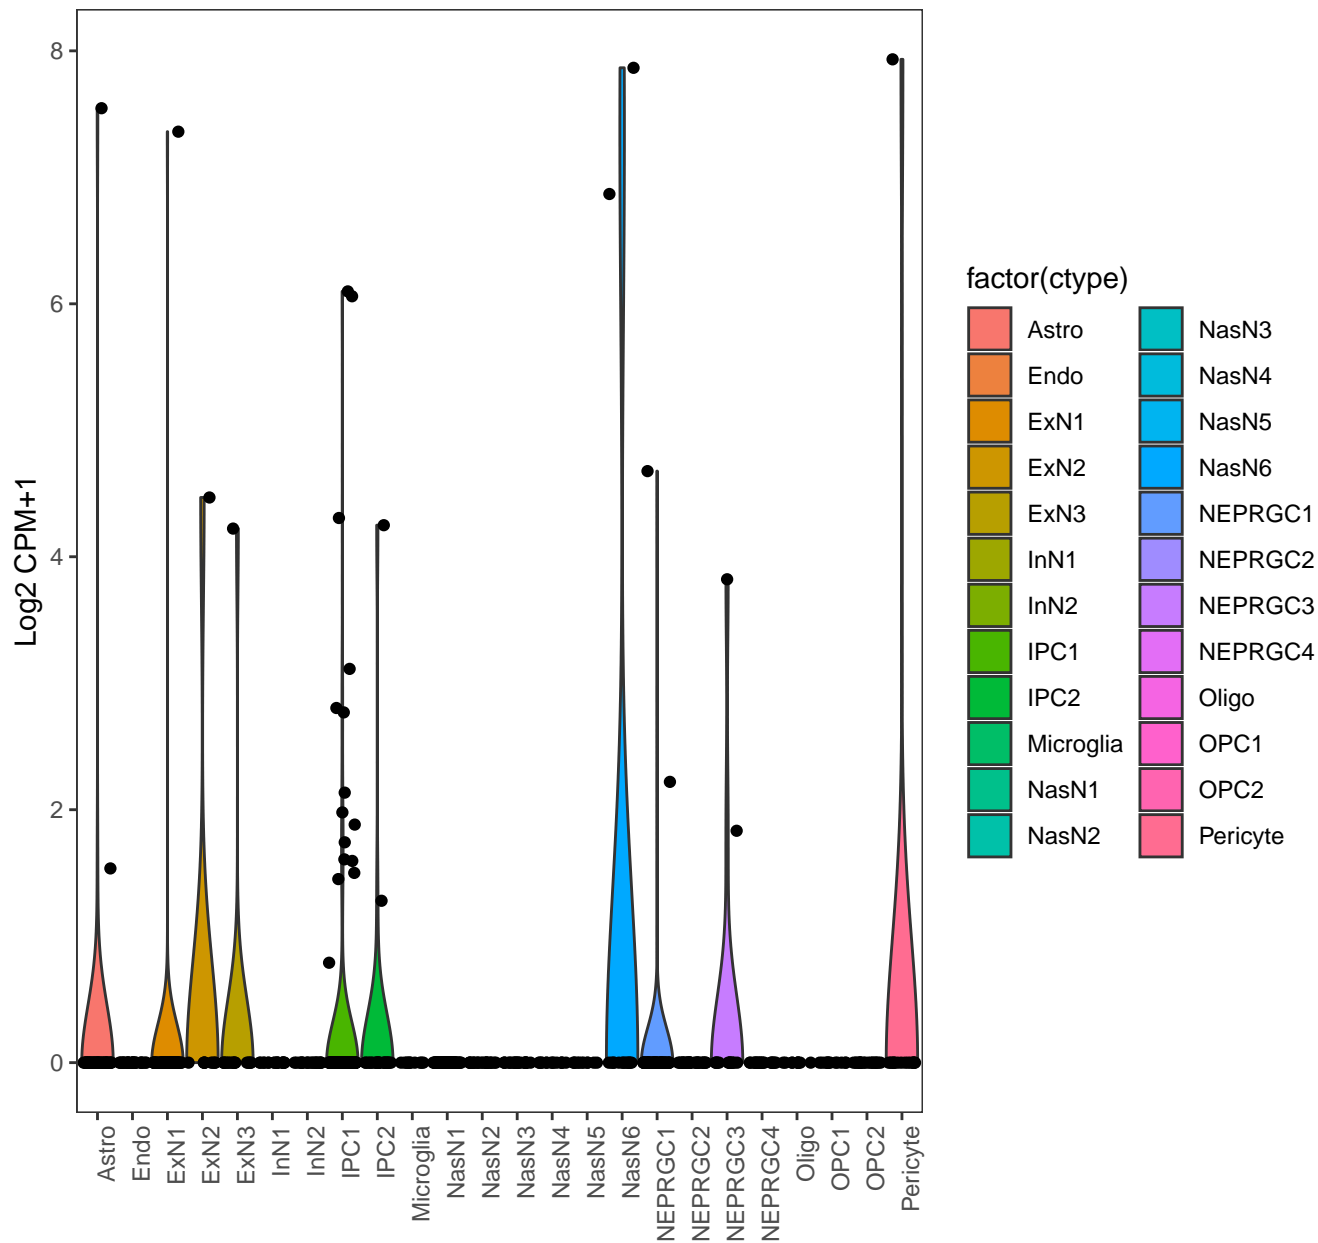 8
6
4
2
0
Log2 CPM+1
Astro
Endo
ExN1
ExN2
ExN3
InN1
InN2
IPC1
IPC2
Microglia
NasN1
NasN2
NasN3
NasN4
NasN5
NasN6
NEPRGC1
NEPRGC2
NEPRGC3
NEPRGC4
Oligo
OPC1
OPC2
Pericyte
factor(ctype)
Astro
Endo
ExN1
ExN2
ExN3
InN1
InN2
IPC1
IPC2
Microglia
NasN1
NasN2
NasN3
NasN4
NasN5
NasN6
NEPRGC1
NEPRGC2
NEPRGC3
NEPRGC4
Oligo
OPC1
OPC2
Pericyte